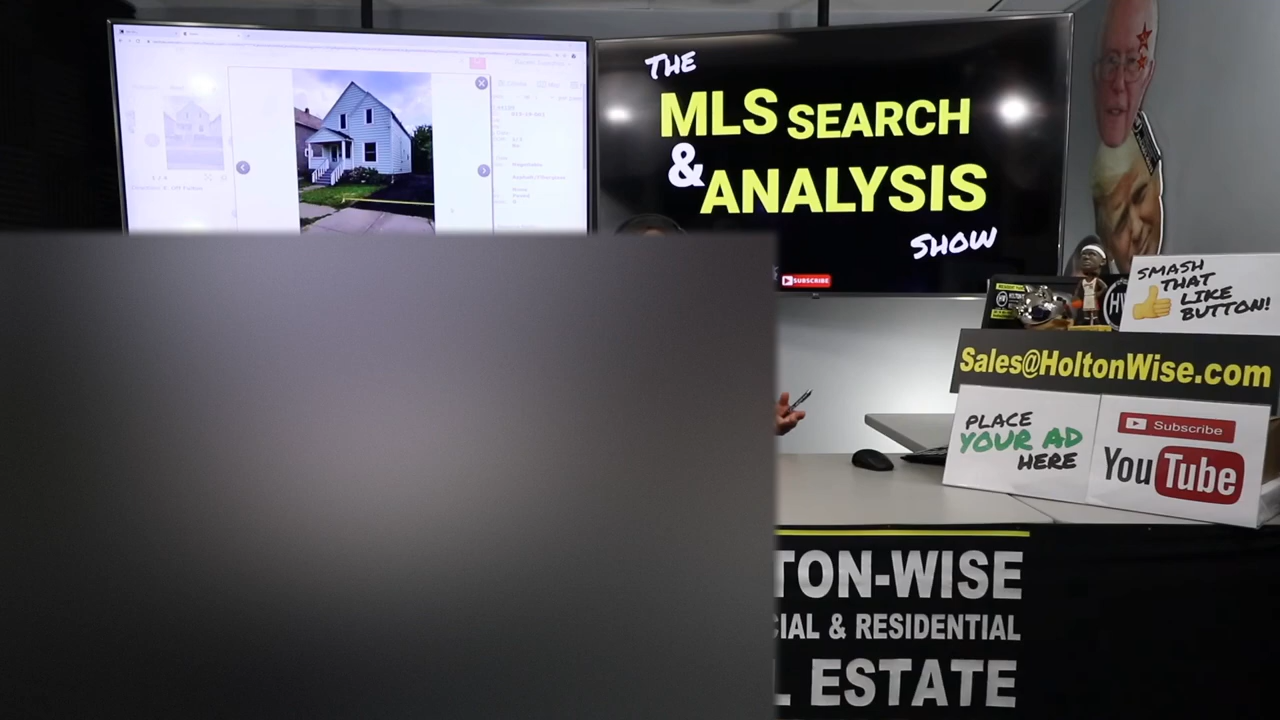 THE
MLS SEARCH
& ANALYSIS
SHOW
SUBSCRIBE
SMASH
THAT
LIKE
BUTTON!
Sales@HoltonWise.com
PLACE
YOUR AD
HERE
Subscribe
YouTube
TON-WISE
IAL & RESIDENTIAL
ESTATE